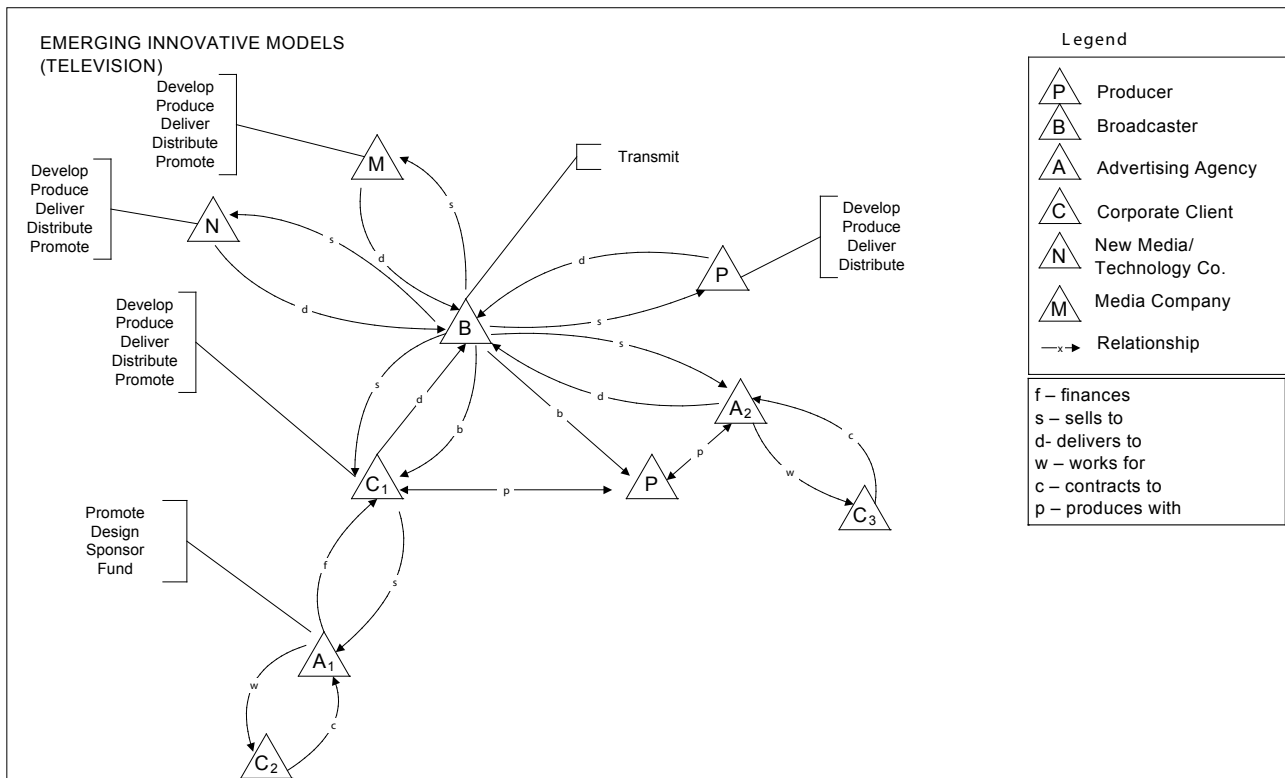 EMERGING INNOVATIVE MODELS
(TELEVISION)
Develop
Produce
Deliver
Distribute
Promote
M
Transmit
Develop
Produce
Deliver
Distribute
Promote
N
s
s
d
Develop
Produce
Deliver
Distribute
d
P
d
s
B
s
Develop
Produce
Deliver
Distribute
Promote
s
d
b
d
b
A2
c
p
w
C1
p
P
C3
Promote
Design
Sponsor
Fund
f
s
A1
w
c
C2
Legend
P Producer
B Broadcaster
A Advertising Agency
C Corporate Client
N New Media/
Technology Co.
M Media Company
x Relationship
f – finances
s – sells to
d- delivers to
w – works for
c – contracts to
p – produces with